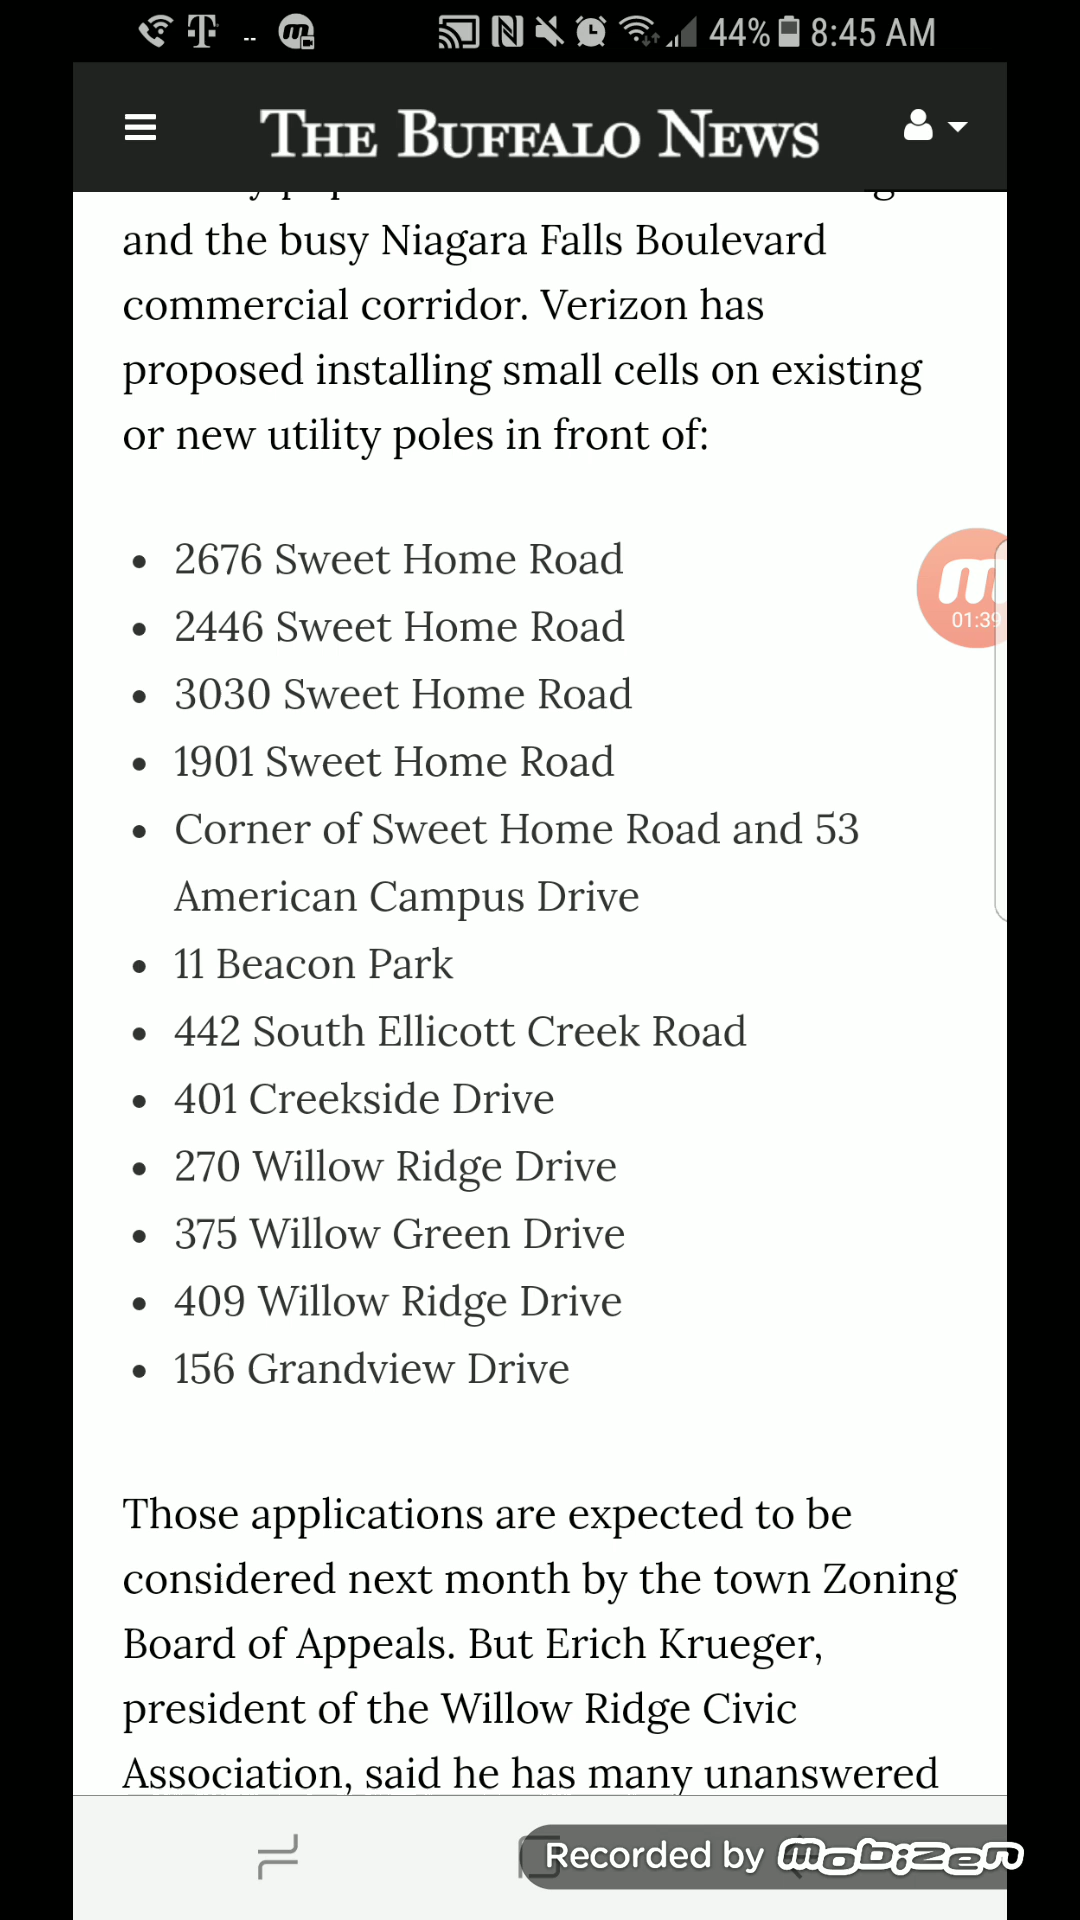 44% 8:45 AM
THE BUFFALO NEWS
and the busy Niagara Falls Boulevard
commercial corridor. Verizon has
proposed installing small cells on existing
or new utility poles in front of:
• 2676 Sweet Home Road
m
01:39
• 2446 Sweet Home Road
• 3030 Sweet Home Road
• 1901 Sweet Home Road
• Corner of Sweet Home Road and 53
American Campus Drive
• 11 Beacon Park
• 442 South Ellicott Creek Road
• 401 Creekside Drive
• 270 Willow Ridge Drive
• 375 Willow Green Drive
• 409 Willow Ridge Drive
• 156 Grandview Drive
Those applications are expected to be
considered next month by the town Zoning
Board of Appeals. But Erich Krueger,
president of the Willow Ridge Civic
Association, said he has many unanswered
Recorded by mobizen